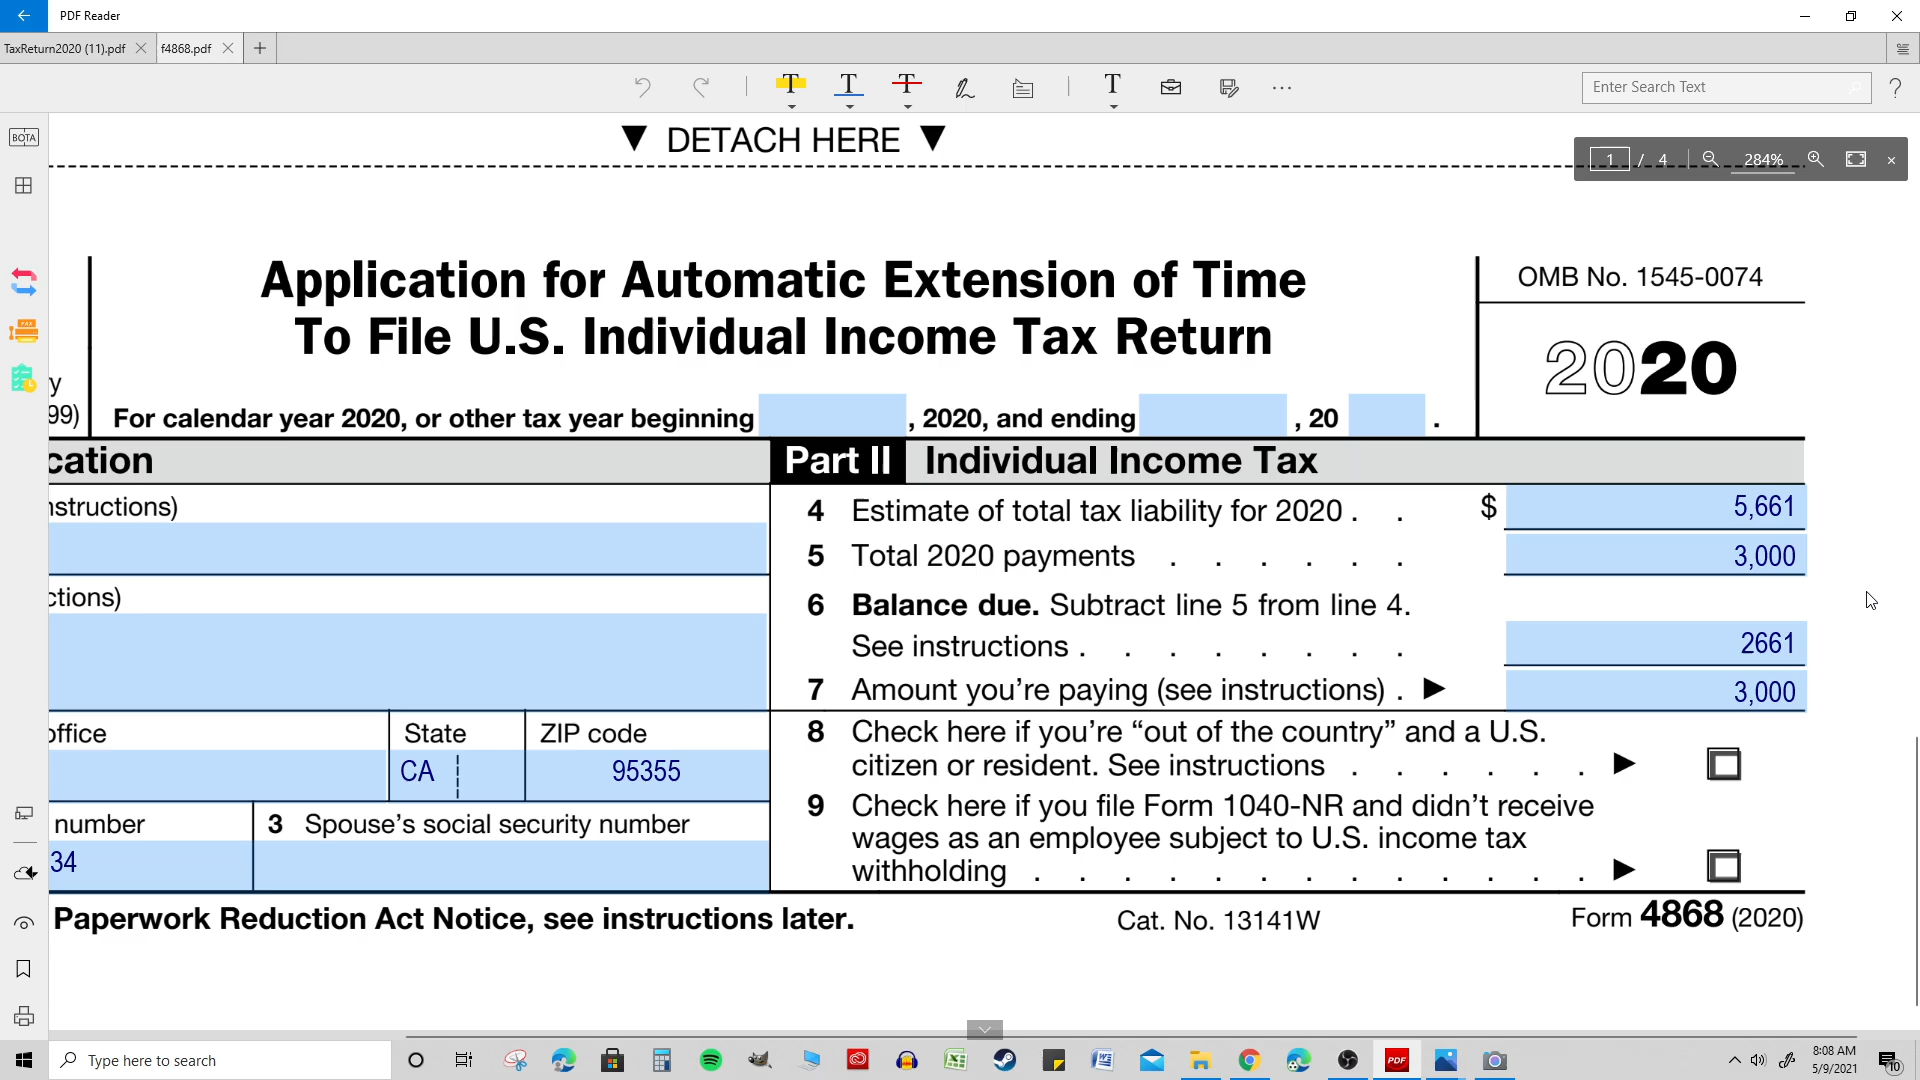 PDF Reader
TaxReturn2020 (11).pdf
f4868.pdf
Enter Search Text
BOTA
▼ DETACH HERE ▼
1 / 4
284%
Application for Automatic Extension of Time
To File U.S. Individual Income Tax Return
OMB No. 1545-0074
2020
y
99)
For calendar year 2020, or other tax year beginning , 2020, and ending , 20 .
cation
Part II Individual Income Tax
nstructions)
4 Estimate of total tax liability for 2020 . . $ 5,661
5 Total 2020 payments . . . . . . 3,000
ctions)
6 Balance due. Subtract line 5 from line 4.
See instructions . . . . . . . . 2661
7 Amount you're paying (see instructions) . ▶ 3,000
office
State
ZIP code
CA
95355
8 Check here if you're “out of the country” and a U.S.
citizen or resident. See instructions . . . . . . ▶
number
3 Spouse's social security number
34
9 Check here if you file Form 1040-NR and didn't receive
wages as an employee subject to U.S. income tax
withholding . . . . . . . . . . . . . ▶
Paperwork Reduction Act Notice, see instructions later.
Cat. No. 13141W
Form 4868 (2020)
Type here to search
PDF
8:08 AM
5/9/2021
10